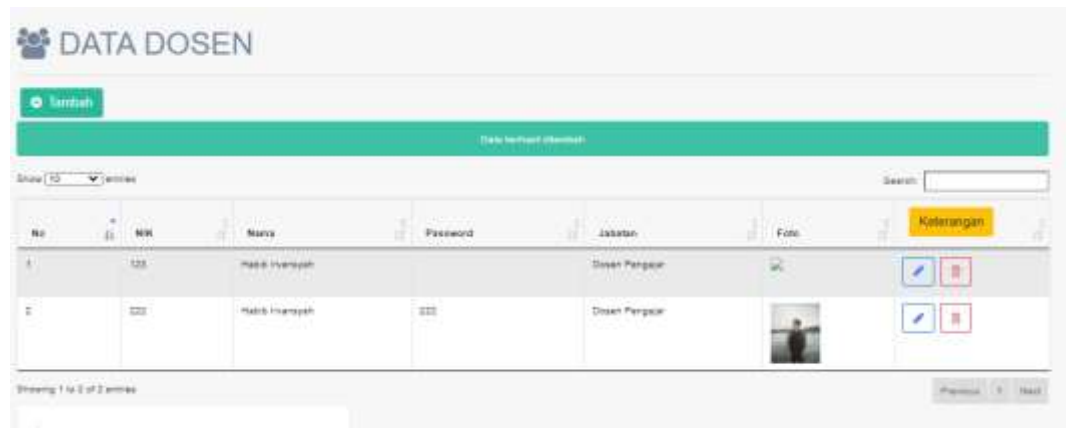 DATA DOSEN
Tambah
Data berhasil ditambah
Show 10 entries
Search:
No NIK Nama Password Jabatan Foto Keterangan
1 123 Habib Irvansyah Dosen Pengajar
2 Habib Irvansyah Dosen Pengajar
Showing 1 to 2 of 2 entries
Previous 1 Next